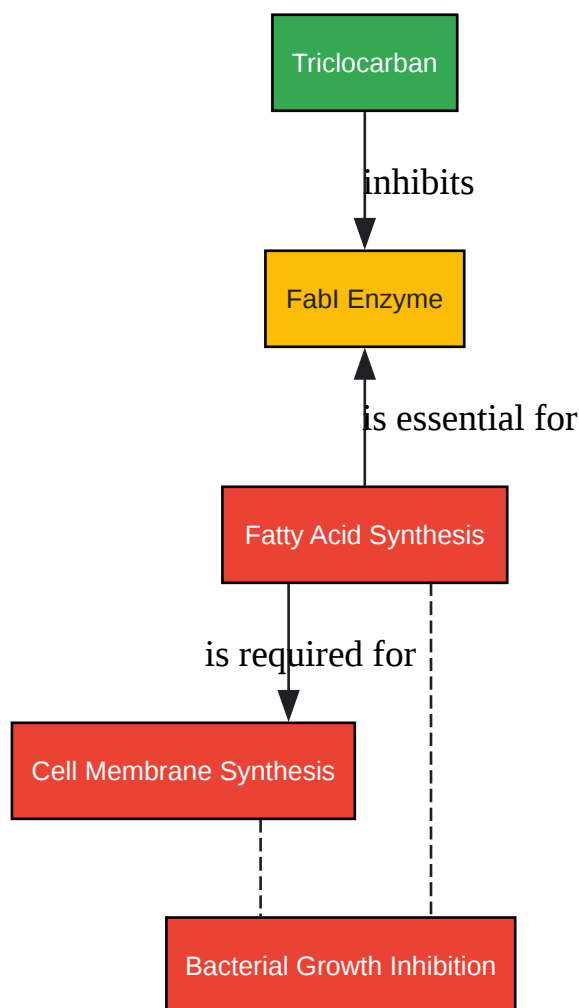 Triclocarban
inhibits
FabI Enzyme
is essential for
Fatty Acid Synthesis
is required for
Cell Membrane Synthesis
Bacterial Growth Inhibition